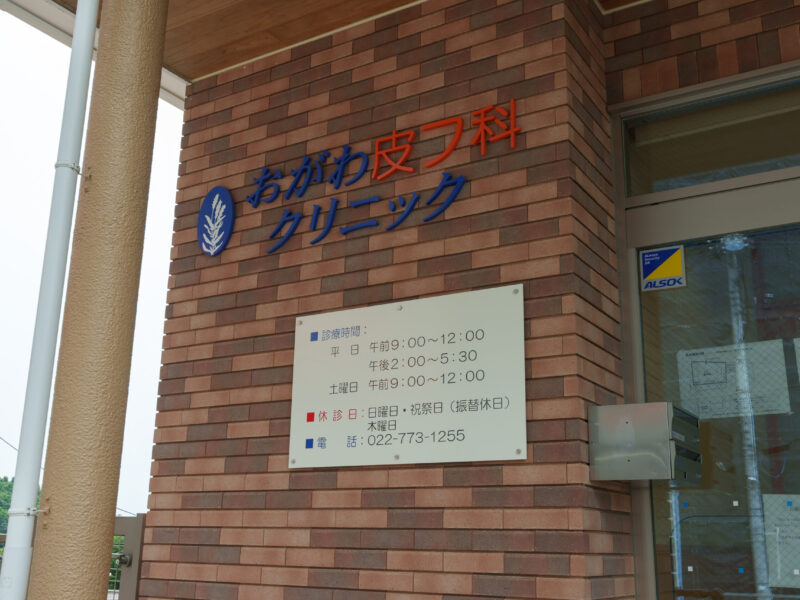 おがわ皮フ科
クリニック
ALSOK
■診療時間：
平　日　午前9：00～12：00
午後2：00～5：30
土曜日　午前9：00～12：00
■休 診 日：日曜日・祝祭日（振替休日）
木曜日
■電　　話：022-773-1255